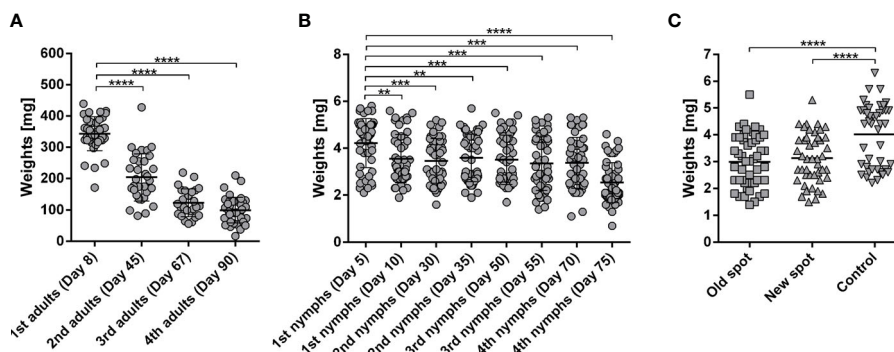 A
Weights [mg]
600
500
400
300
200
100
0
****
****
****
1st adults (Day 8)
2nd adults (Day 45)
3rd adults (Day 67)
4th adults (Day 90)
B
Weights [mg]
8
6
4
2
0
****
***
***
***
**
***
**
1st nymphs (Day 5)
1st nymphs (Day 10)
2nd nymphs (Day 30)
2nd nymphs (Day 35)
3rd nymphs (Day 50)
3rd nymphs (Day 55)
4th nymphs (Day 70)
4th nymphs (Day 75)
C
Weights [mg]
7
6
5
4
3
2
1
0
****
****
Old spot
New spot
Control